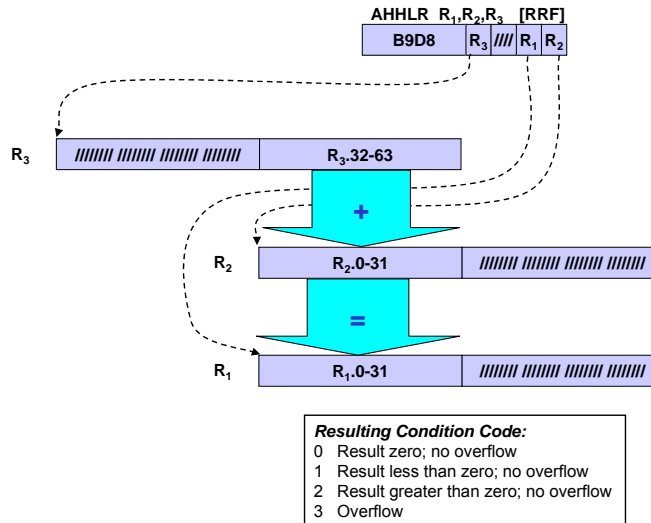 AHHLR R1,R2,R3 [RRF]
B9D8 R3 //// R1 R2
R3 //////// //////// //////// //////// R3.32-63
+
R2 R2.0-31 //////// //////// //////// ////////
=
R1 R1.0-31 //////// //////// //////// ////////
Resulting Condition Code:
0 Result zero; no overflow
1 Result less than zero; no overflow
2 Result greater than zero; no overflow
3 Overflow